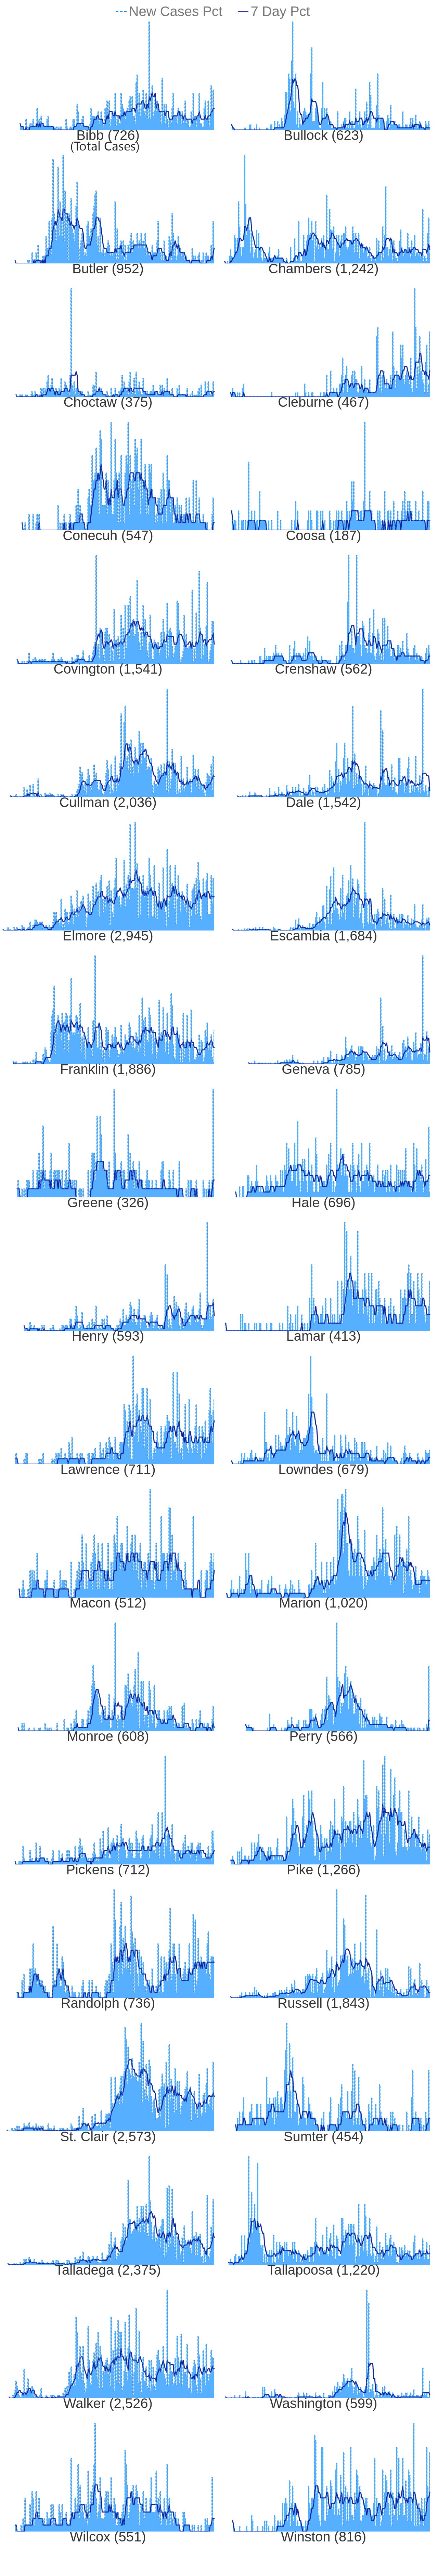 New Cases Pct 7 Day Pct
Bibb (726) Bullock (623)
(Total Cases)
Butler (952) Chambers (1,242)
Choctaw (375) Cleburne (467)
Conecuh (547) Coosa (187)
Covington (1,541) Crenshaw (562)
Cullman (2,036) Dale (1,542)
Elmore (2,945) Escambia (1,684)
Franklin (1,886) Geneva (785)
Greene (326) Hale (696)
Henry (593) Lamar (413)
Lawrence (711) Lowndes (679)
Macon (512) Marion (1,020)
Monroe (608) Perry (566)
Pickens (712) Pike (1,266)
Randolph (736) Russell (1,843)
St. Clair (2,573) Sumter (454)
Talladega (2,375) Tallapoosa (1,220)
Walker (2,526) Washington (599)
Wilcox (551) Winston (816)